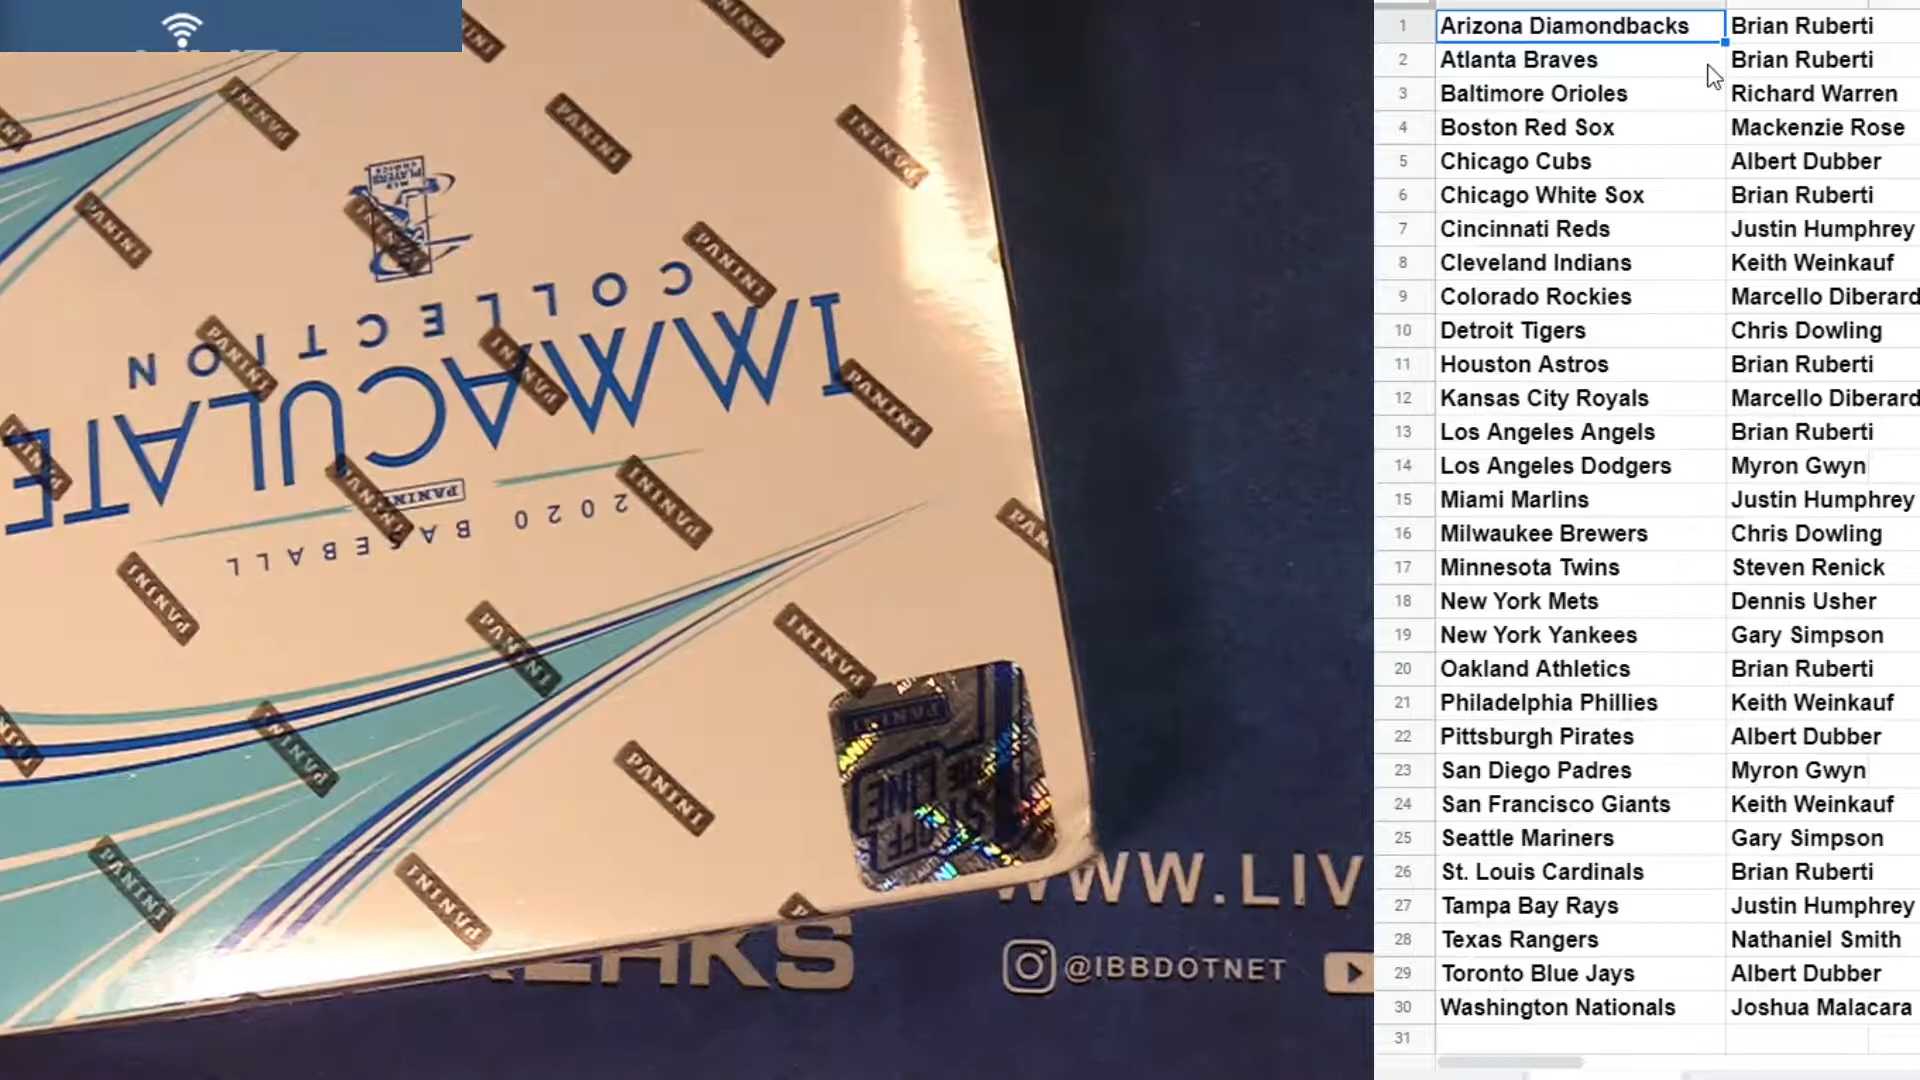 IMMACULATE
COLLECTION
PANINI
2020 BASEBALL
MLB
PLAYERS
CHOICE
PANINI
OFF
THE
LINE
WWW.LIV
@IBBDOTNET
1 Arizona Diamondbacks Brian Ruberti
2 Atlanta Braves Brian Ruberti
3 Baltimore Orioles Richard Warren
4 Boston Red Sox Mackenzie Rose
5 Chicago Cubs Albert Dubber
6 Chicago White Sox Brian Ruberti
7 Cincinnati Reds Justin Humphrey
8 Cleveland Indians Keith Weinkauf
9 Colorado Rockies Marcello Diberard
10 Detroit Tigers Chris Dowling
11 Houston Astros Brian Ruberti
12 Kansas City Royals Marcello Diberard
13 Los Angeles Angels Brian Ruberti
14 Los Angeles Dodgers Myron Gwyn
15 Miami Marlins Justin Humphrey
16 Milwaukee Brewers Chris Dowling
17 Minnesota Twins Steven Renick
18 New York Mets Dennis Usher
19 New York Yankees Gary Simpson
20 Oakland Athletics Brian Ruberti
21 Philadelphia Phillies Keith Weinkauf
22 Pittsburgh Pirates Albert Dubber
23 San Diego Padres Myron Gwyn
24 San Francisco Giants Keith Weinkauf
25 Seattle Mariners Gary Simpson
26 St. Louis Cardinals Brian Ruberti
27 Tampa Bay Rays Justin Humphrey
28 Texas Rangers Nathaniel Smith
29 Toronto Blue Jays Albert Dubber
30 Washington Nationals Joshua Malacara
31